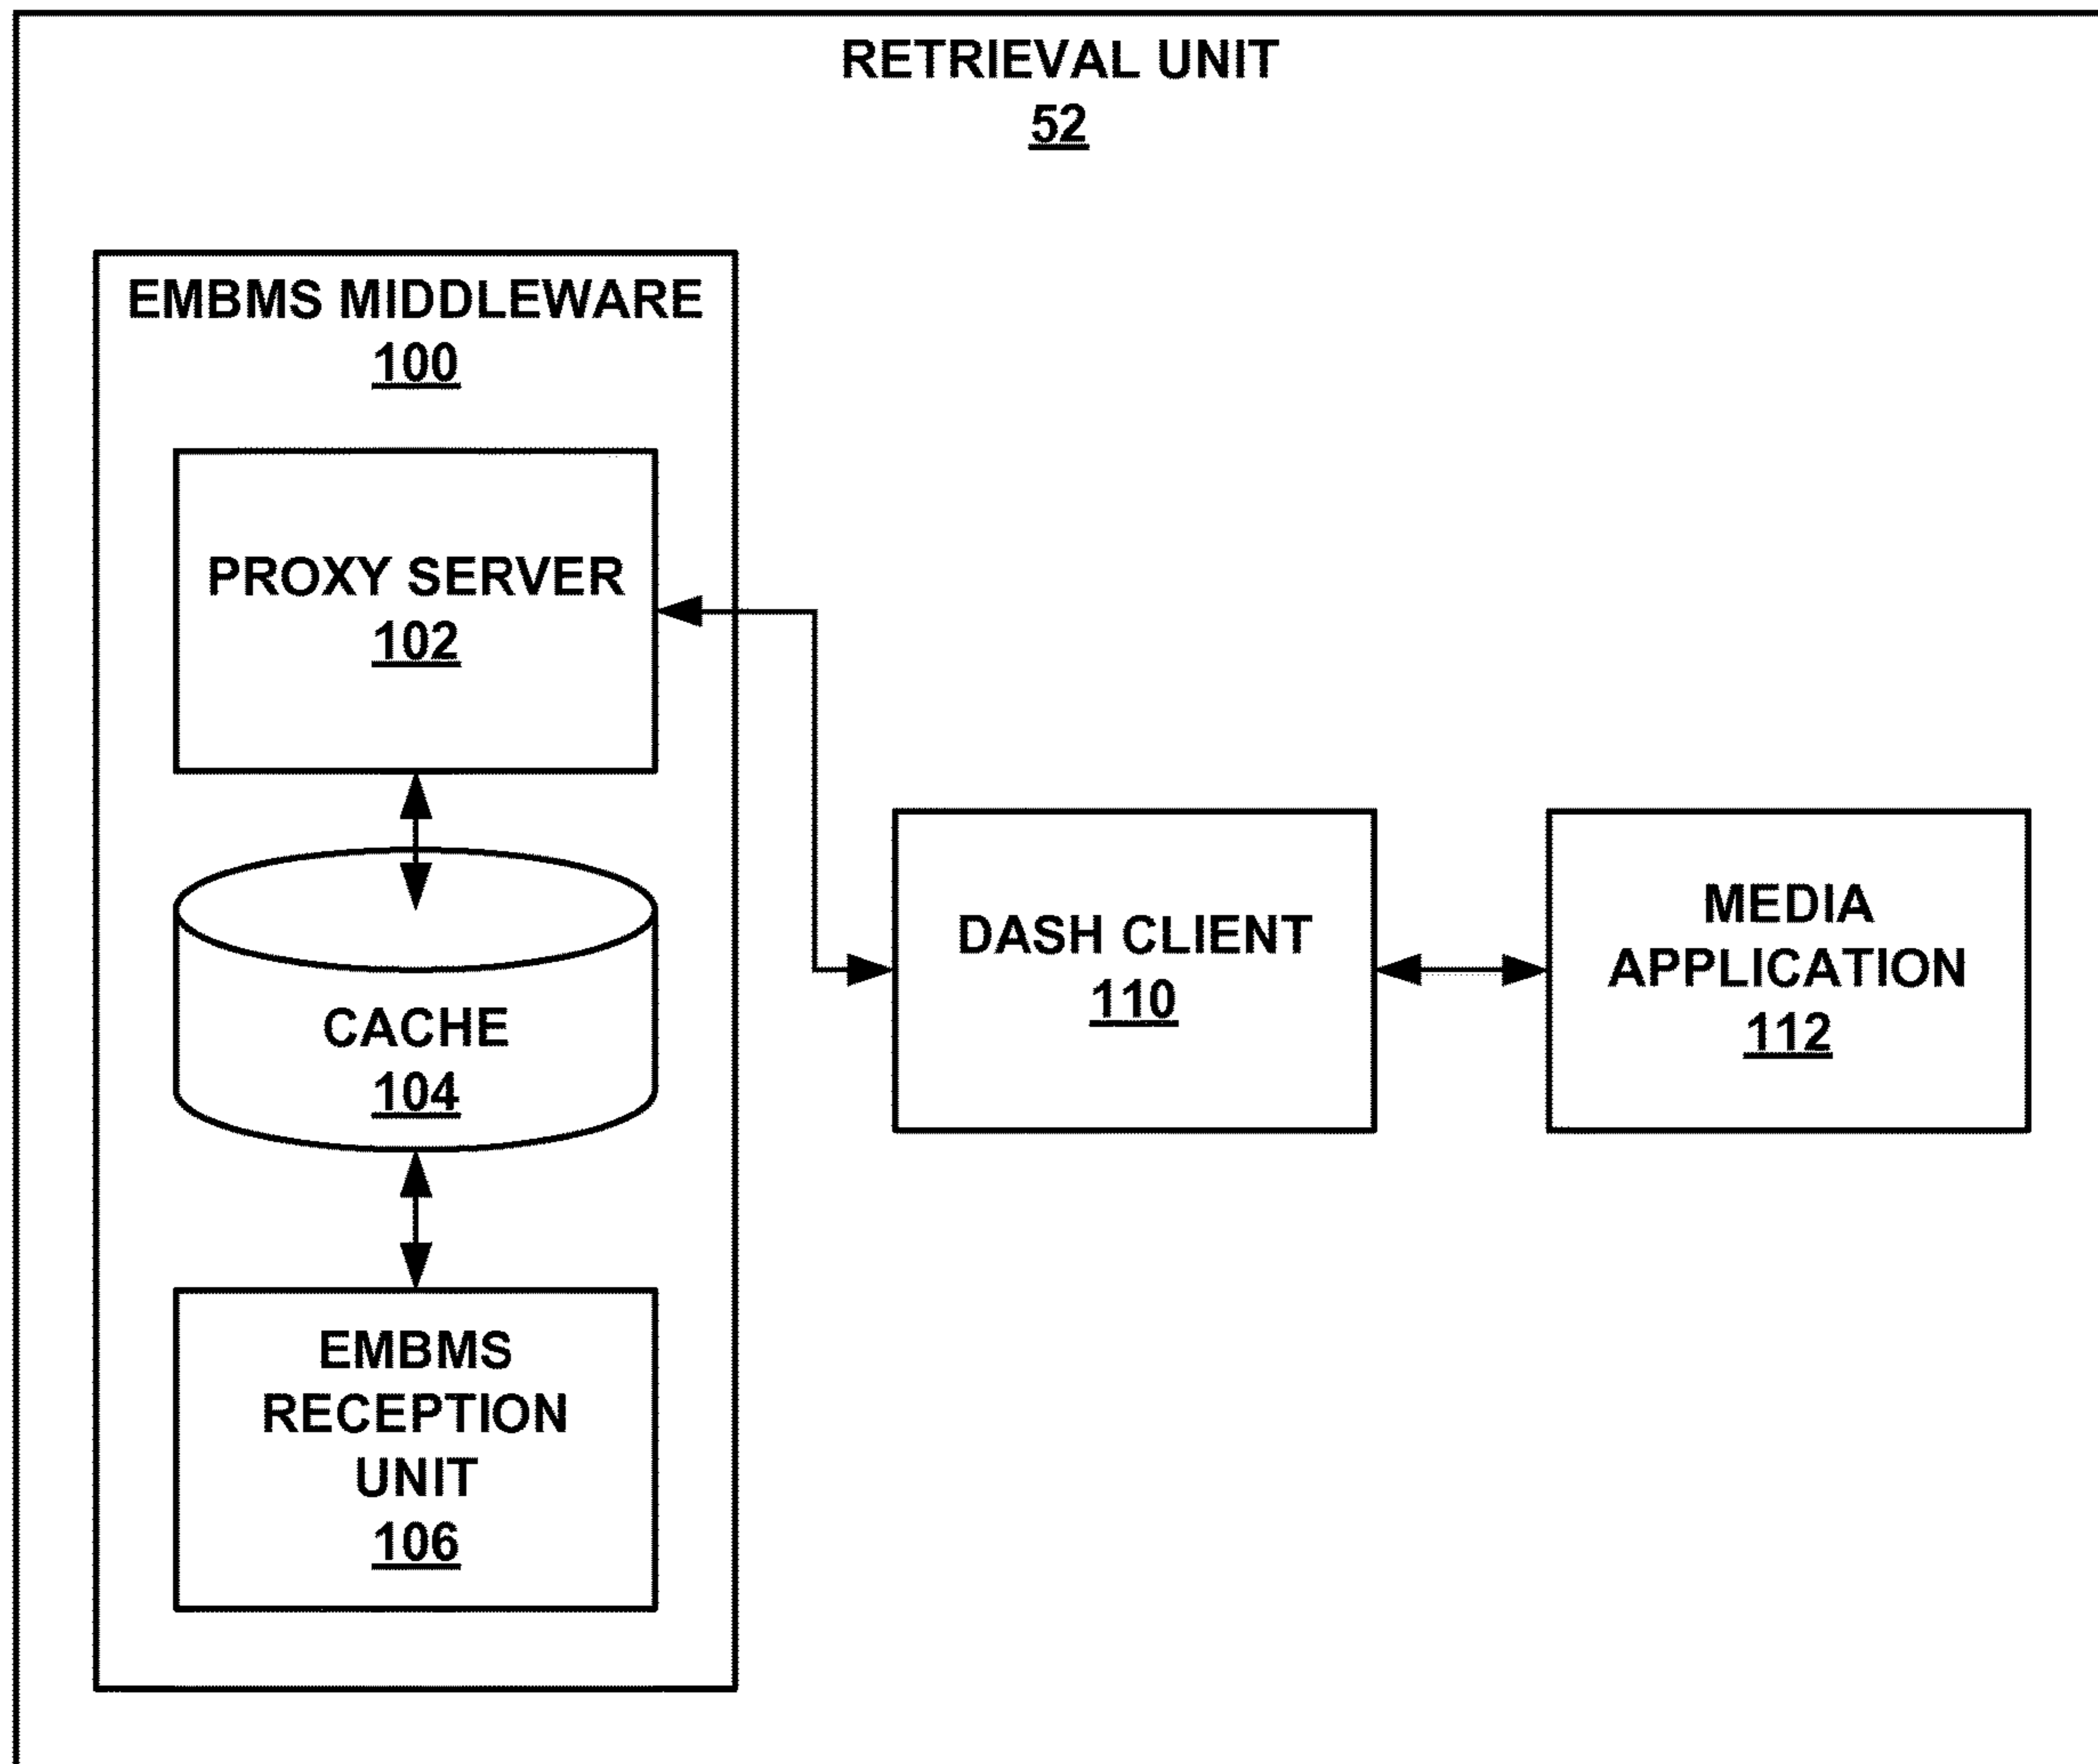 RETRIEVAL UNIT
52
EMBMS MIDDLEWARE
100
PROXY SERVER
102
CACHE
104
EMBMS
RECEPTION
UNIT
106
DASH CLIENT
110
MEDIA
APPLICATION
112